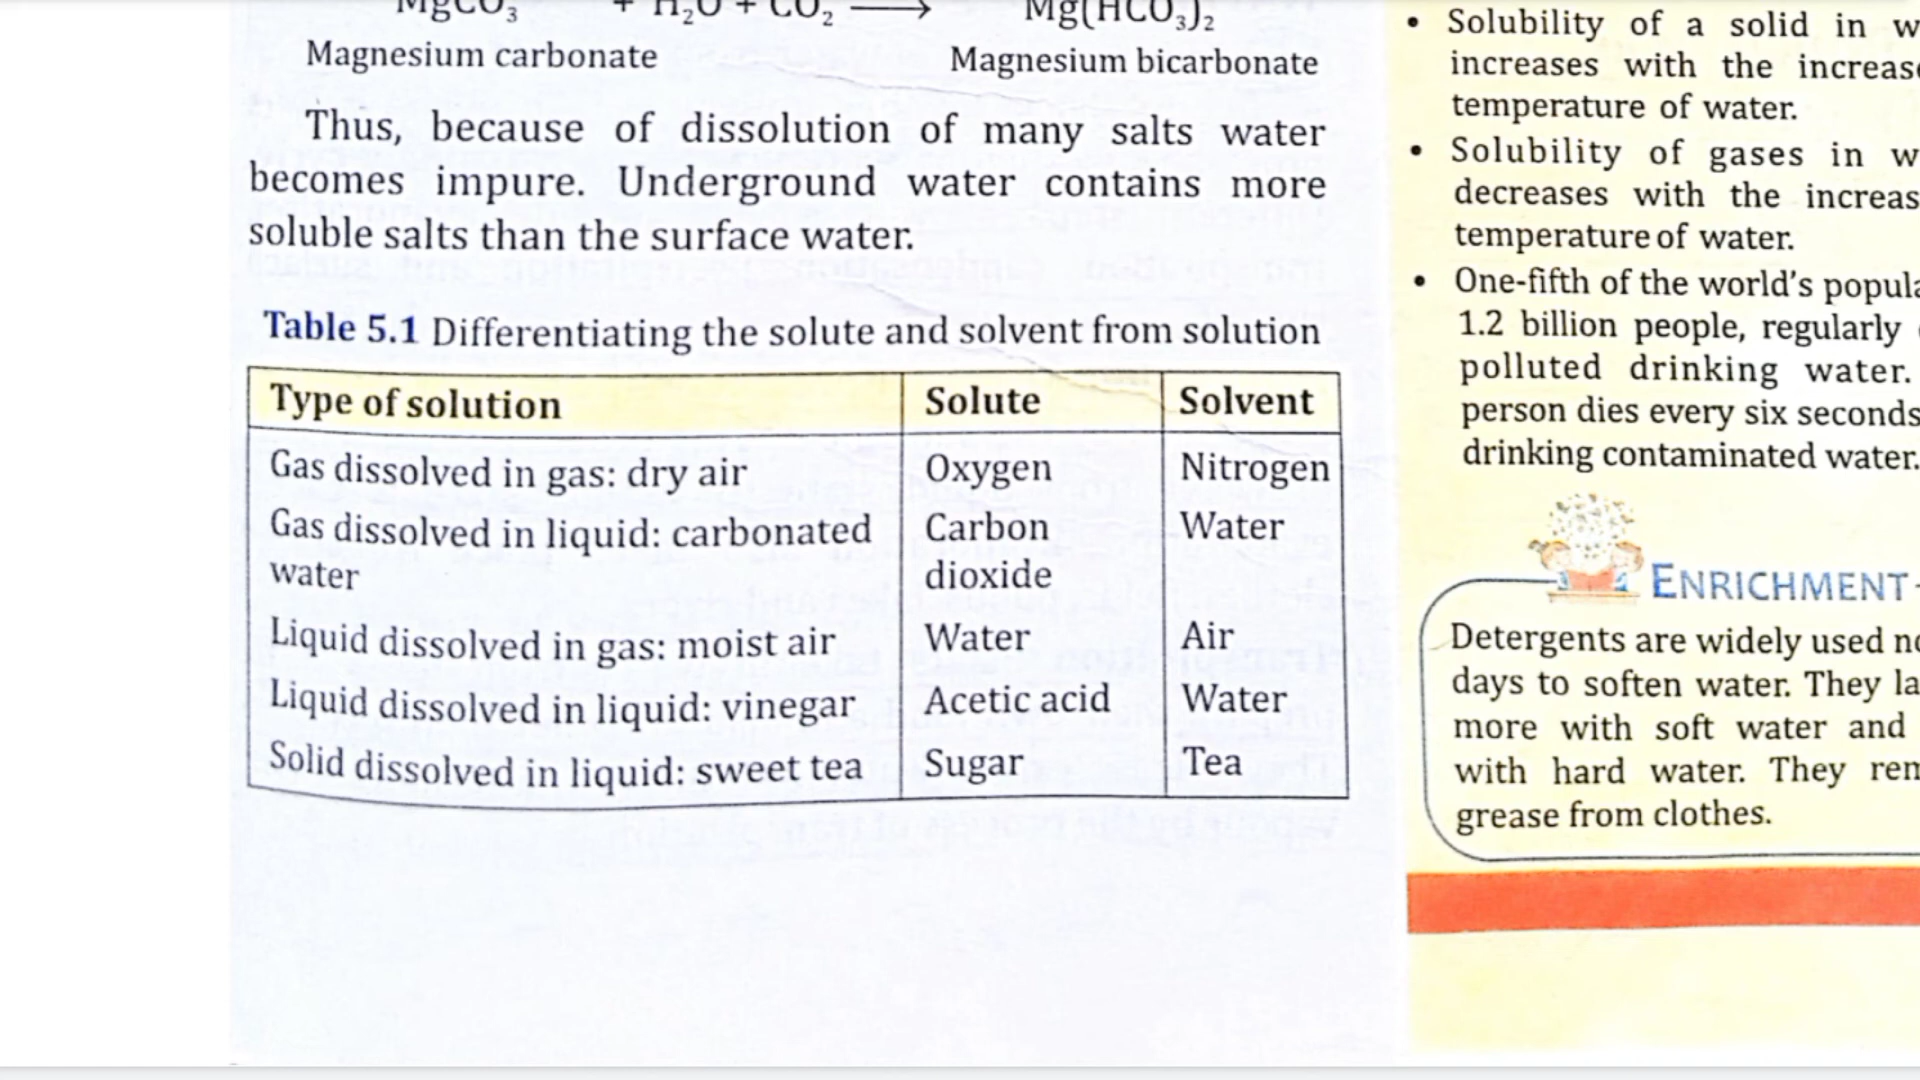 MgCO₃ + H₂O + CO₂ ⟶ Mg(HCO₃)₂
Magnesium carbonate Magnesium bicarbonate
Thus, because of dissolution of many salts water
becomes impure. Underground water contains more
soluble salts than the surface water.
Table 5.1 Differentiating the solute and solvent from solution
Type of solution Solute Solvent
Gas dissolved in gas: dry air Oxygen Nitrogen
Gas dissolved in liquid: carbonated Carbon Water
water dioxide
Liquid dissolved in gas: moist air Water Air
Liquid dissolved in liquid: vinegar Acetic acid Water
Solid dissolved in liquid: sweet tea Sugar Tea
• Solubility of a solid in
increases with the
temperature of water.
• Solubility of gases in
decreases with the
temperature of water.
• One-fifth of the world's
1.2 billion people, regularly
polluted drinking water.
person dies every six seconds
drinking contaminated water.
ENRICHMENT
Detergents are widely used
days to soften water. They
more with soft water and
with hard water. They
grease from clothes.